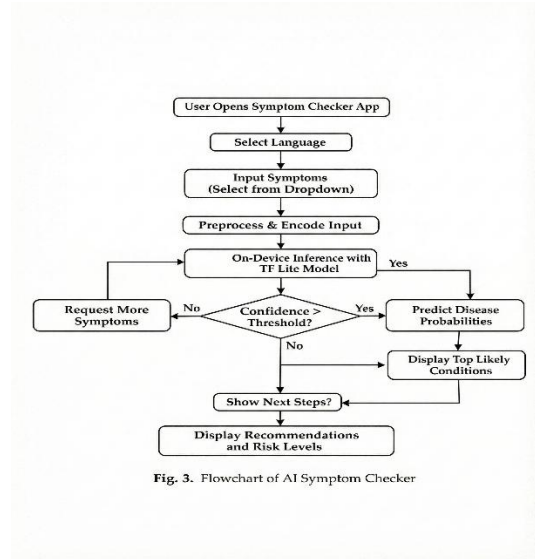 User Opens Symptom Checker App
Select Language
Input Symptoms
(Select from Dropdown)
Preprocess & Encode Input
On-Device Inference with
TF Lite Model
Yes
Request More
Symptoms
No
Confidence >
Threshold?
Yes
Predict Disease
Probabilities
No
Display Top Likely
Conditions
Show Next Steps?
Display Recommendations
and Risk Levels
Fig. 3. Flowchart of AI Symptom Checker